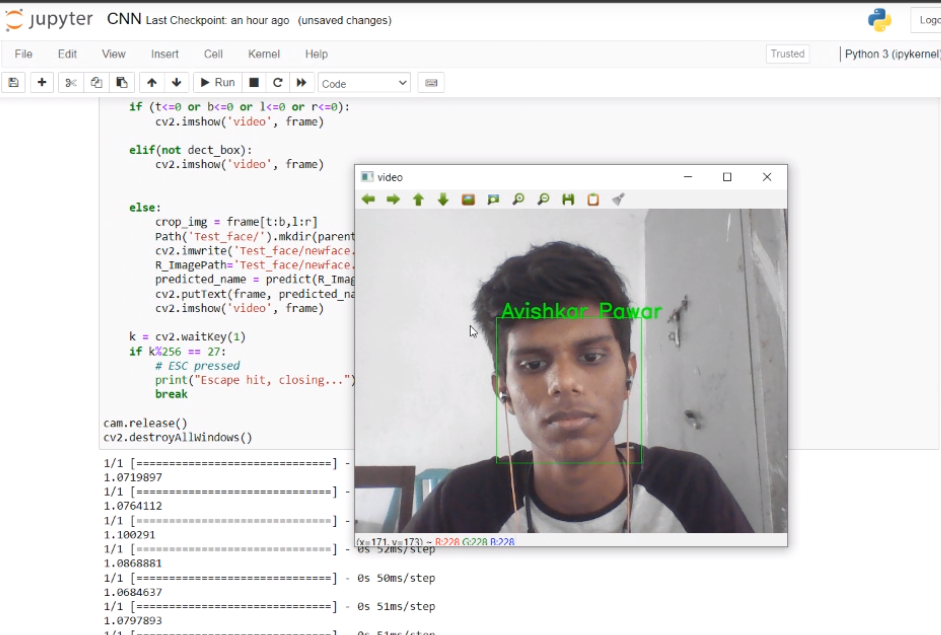 jupyter CNN Last Checkpoint: an hour ago (unsaved changes)
Logo
File Edit View Insert Cell Kernel Help
Trusted
Python 3 (ipykernel)
Run
Code
if (t<=0 or b<=0 or l<=0 or r<=0):
cv2.imshow('video', frame)
elif(not dect_box):
cv2.imshow('video', frame)
else:
crop_img = frame[t:b,l:r]
Path('Test_face/').mkdir(parent
cv2.imwrite('Test_face/newface.
R_ImagePath='Test_face/newface.
predicted_name = predict(R_Imag
cv2.putText(frame, predicted_na
cv2.imshow('video', frame)
k = cv2.waitKey(1)
if k%256 == 27:
# ESC pressed
print("Escape hit, closing...")
break
cam.release()
cv2.destroyAllWindows()
video
Avishkar Pawar
(x=171, y=173) ~ R:228 G:228 B:228
1/1 [==============================] -
1.0719897
1/1 [==============================] -
1.0764112
1/1 [==============================] -
1.100291
1/1 [==============================] - 0s 52ms/step
1.0868881
1/1 [==============================] - 0s 50ms/step
1.0684637
1/1 [==============================] - 0s 51ms/step
1.0797893
1/1 [==============================] - 0s 51ms/step